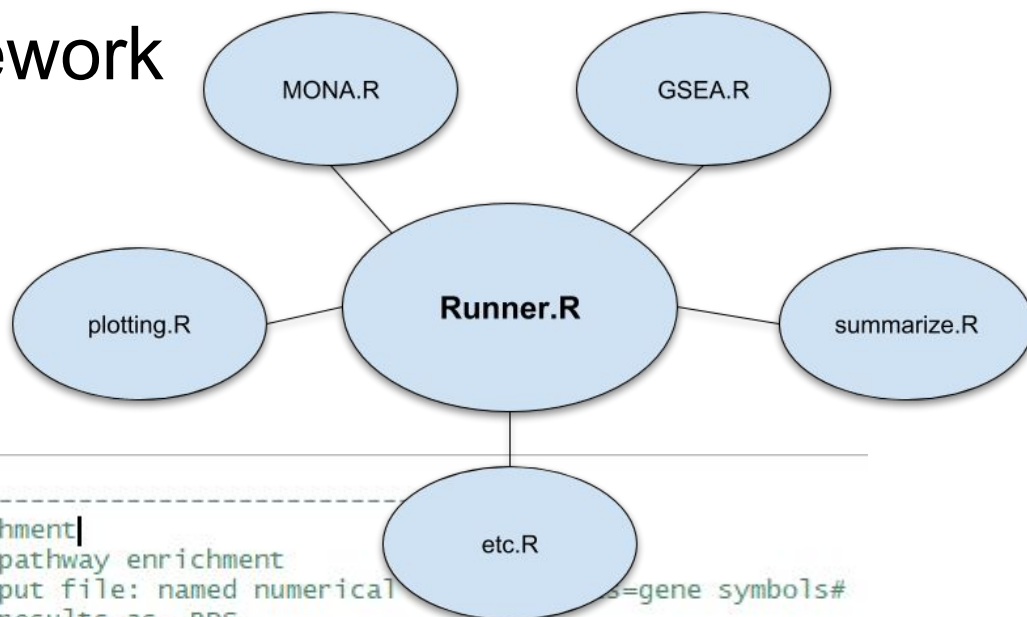 ework
MONA.R
GSEA.R
plotting.R
Runner.R
summarize.R
etc.R
hment
pathway enrichment
put file: named numerical s=gene symbols#